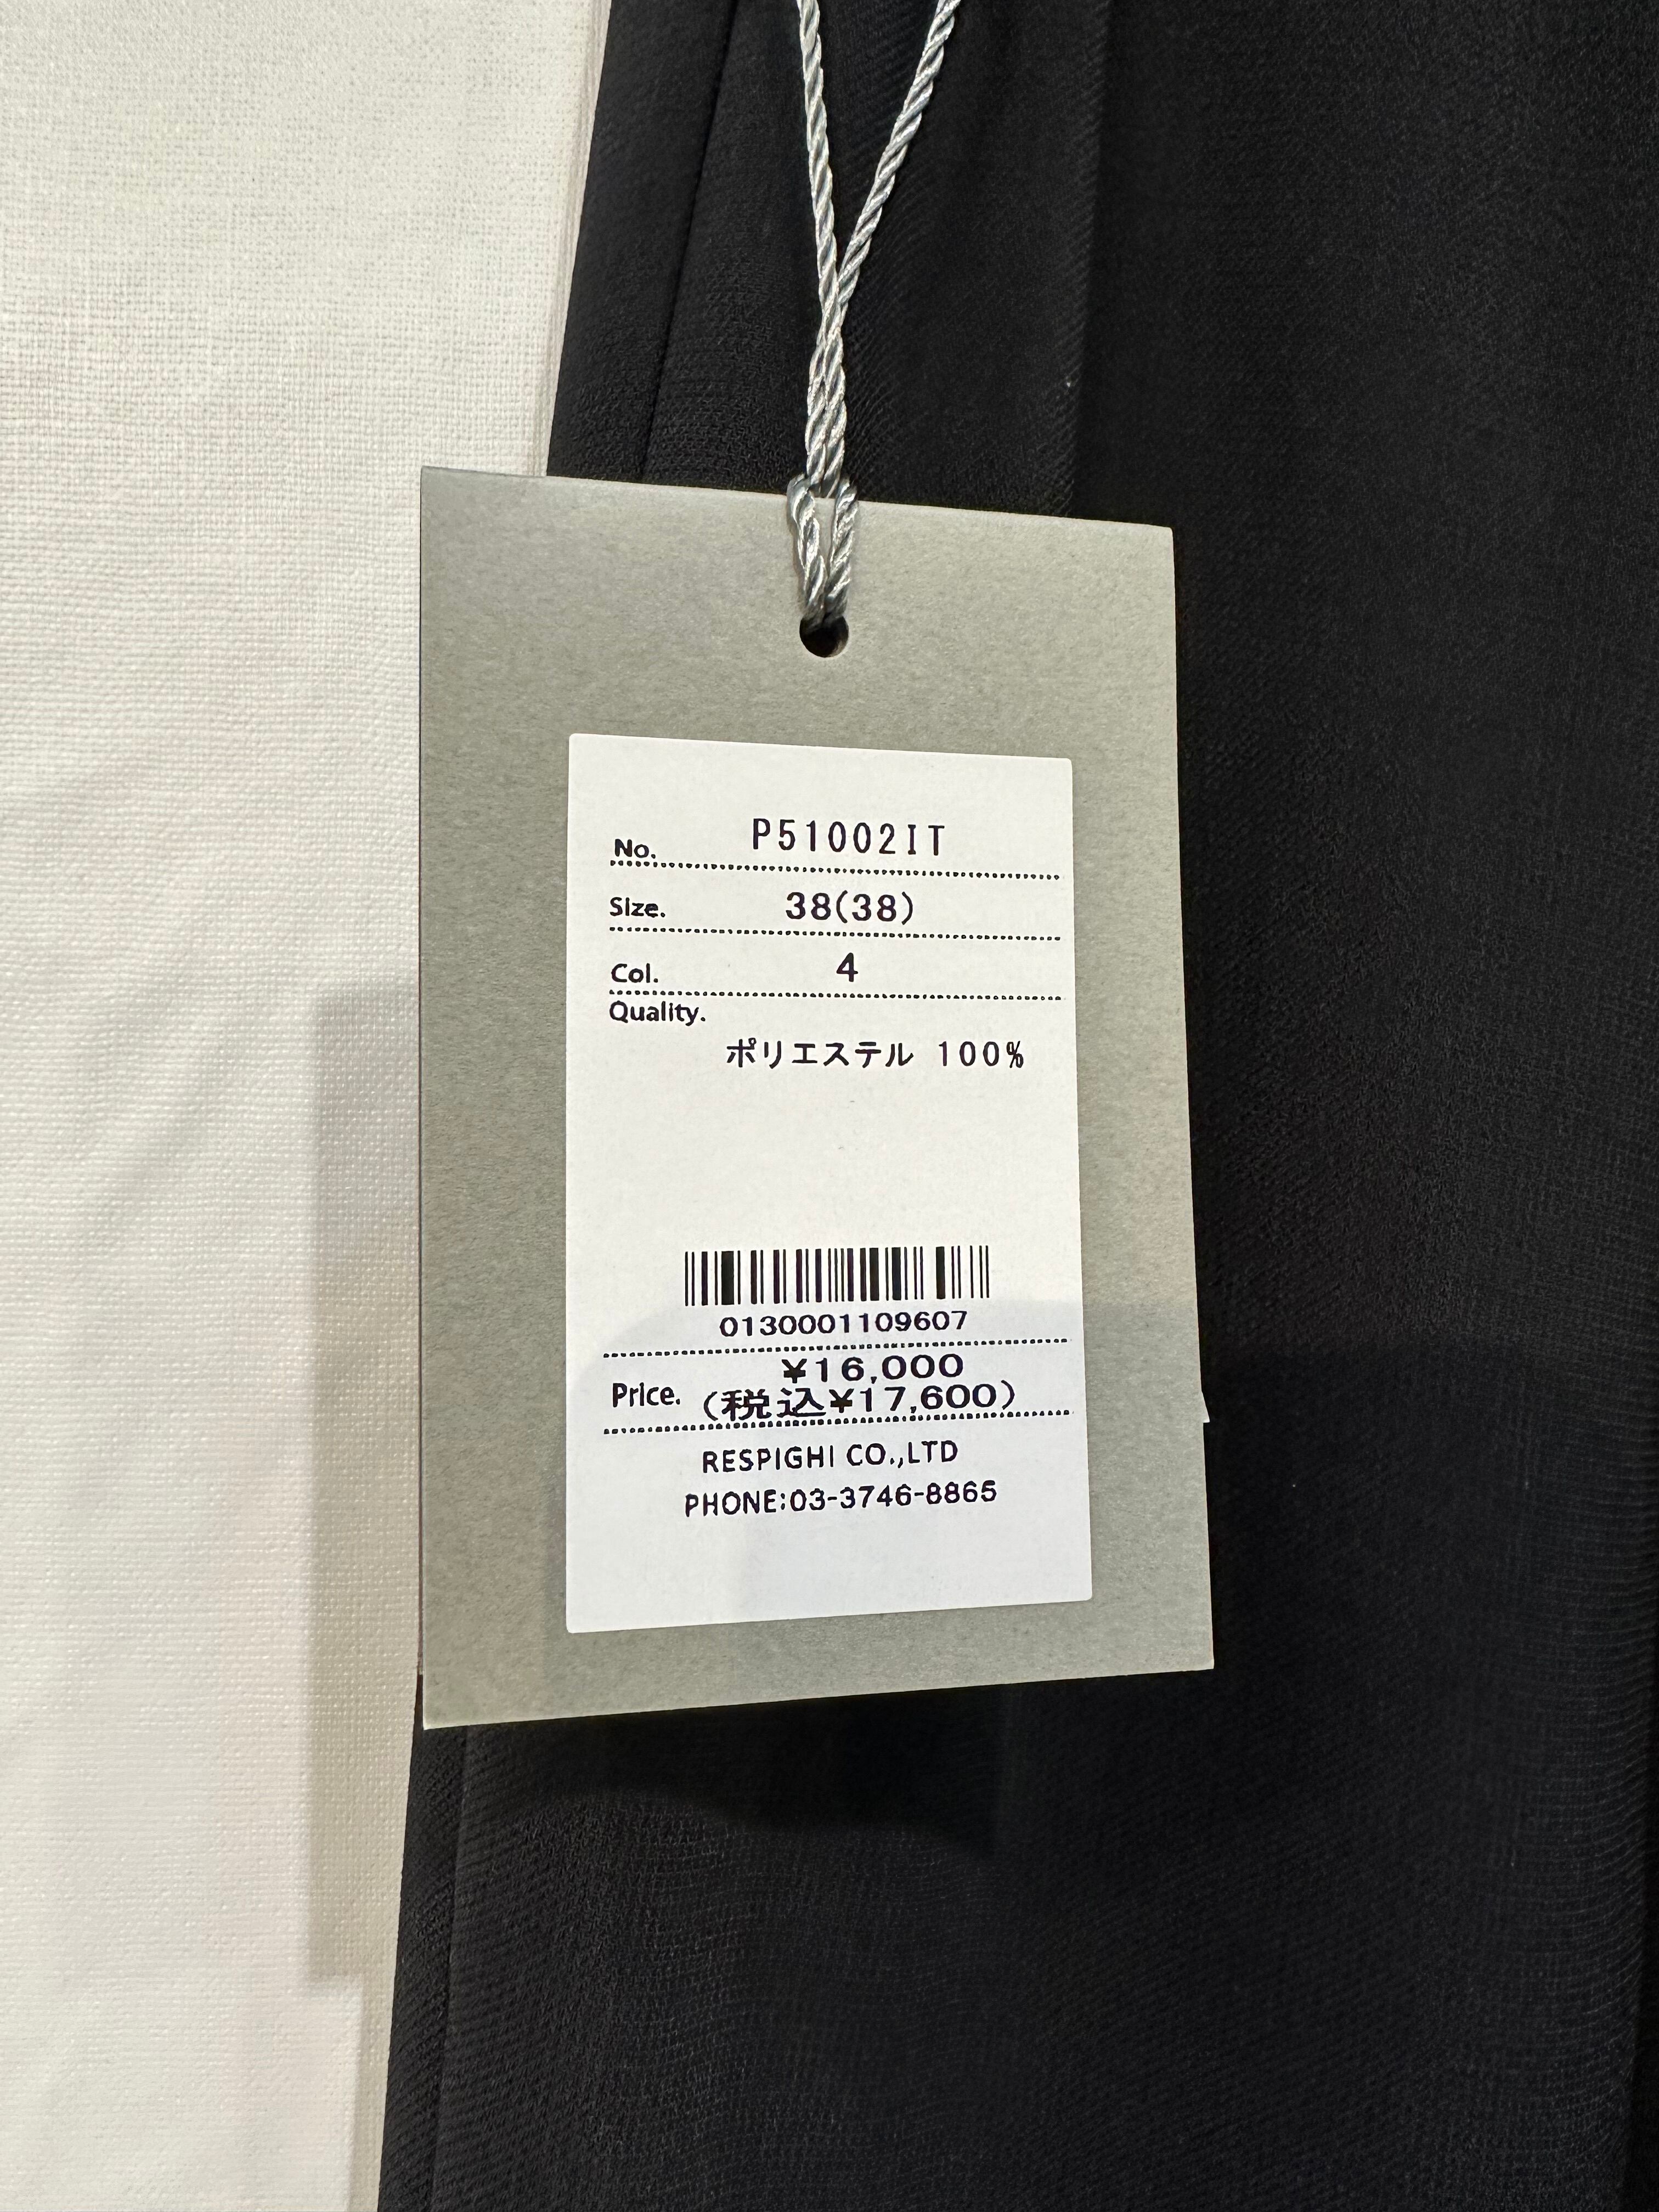 No. P51002IT
Size. 38(38)
Col. 4
Quality.
ポリエステル 100%
0130001109607
¥16,000
Price. (税込¥17,600)
RESPIGHI CO.,LTD
PHONE:03-3746-8865